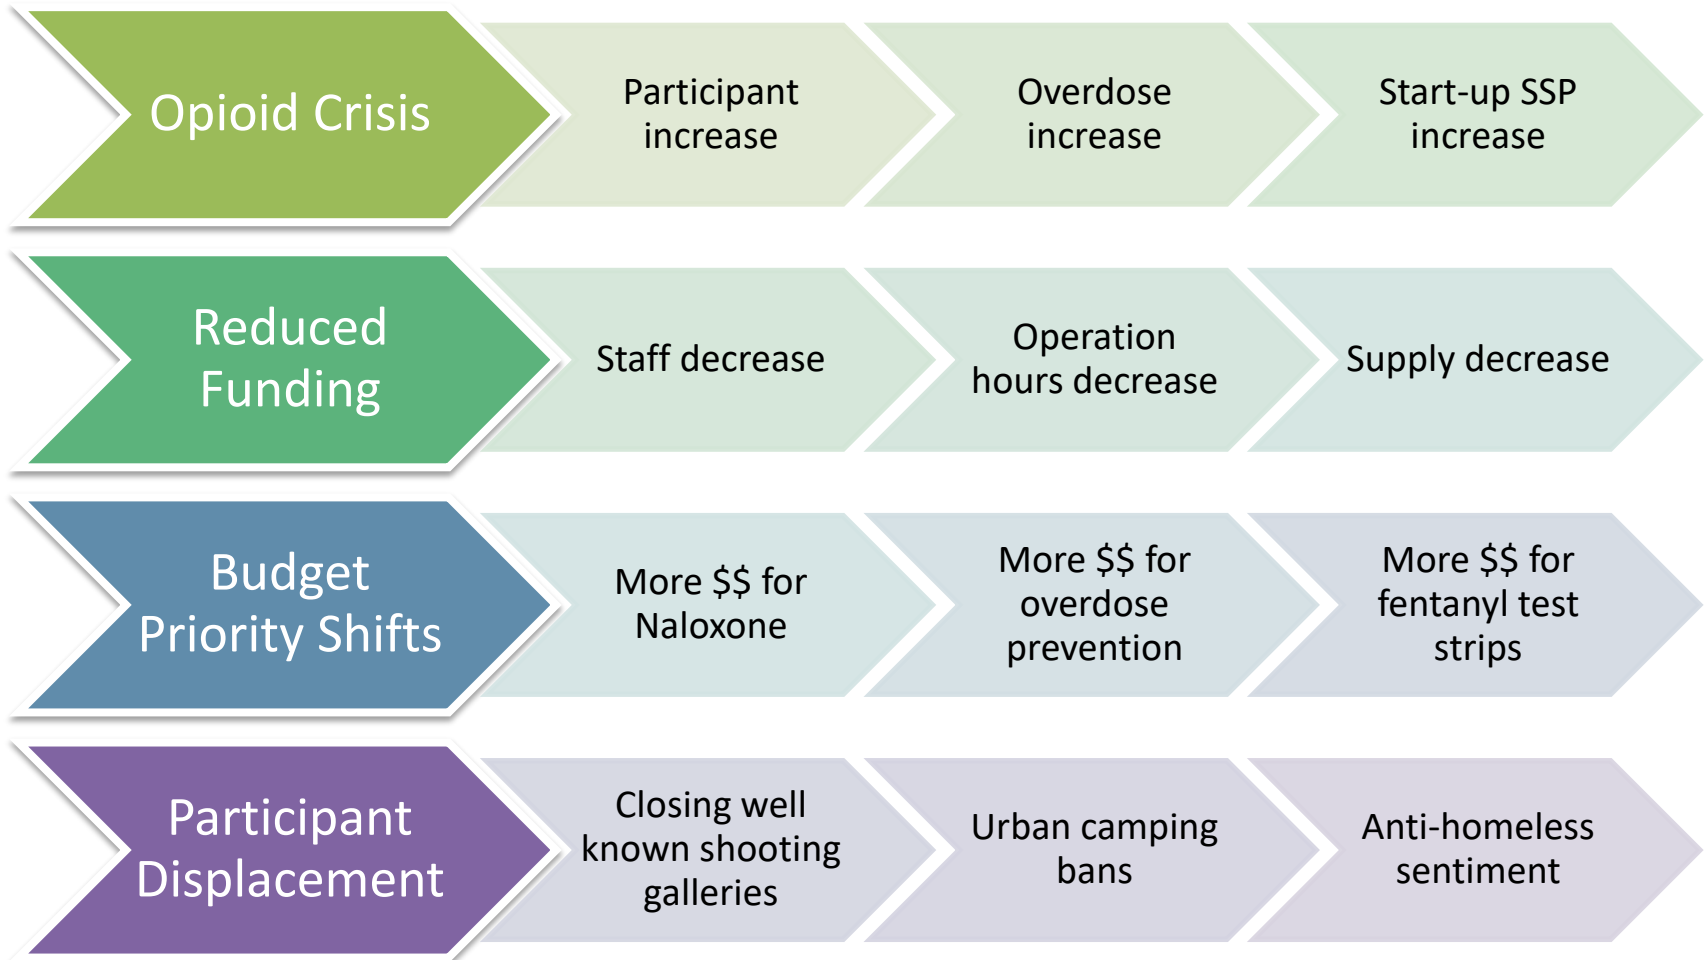 Opioid Crisis
Participant
increase
Overdose
increase
Start-up SSP
increase
Reduced
Funding
Staff decrease
Operation
hours decrease
Supply decrease
Budget
Priority Shifts
More $$ for
Naloxone
More $$ for
overdose
prevention
More $$ for
fentanyl test
strips
Participant
Displacement
Closing well
known shooting
galleries
Urban camping
bans
Anti-homeless
sentiment